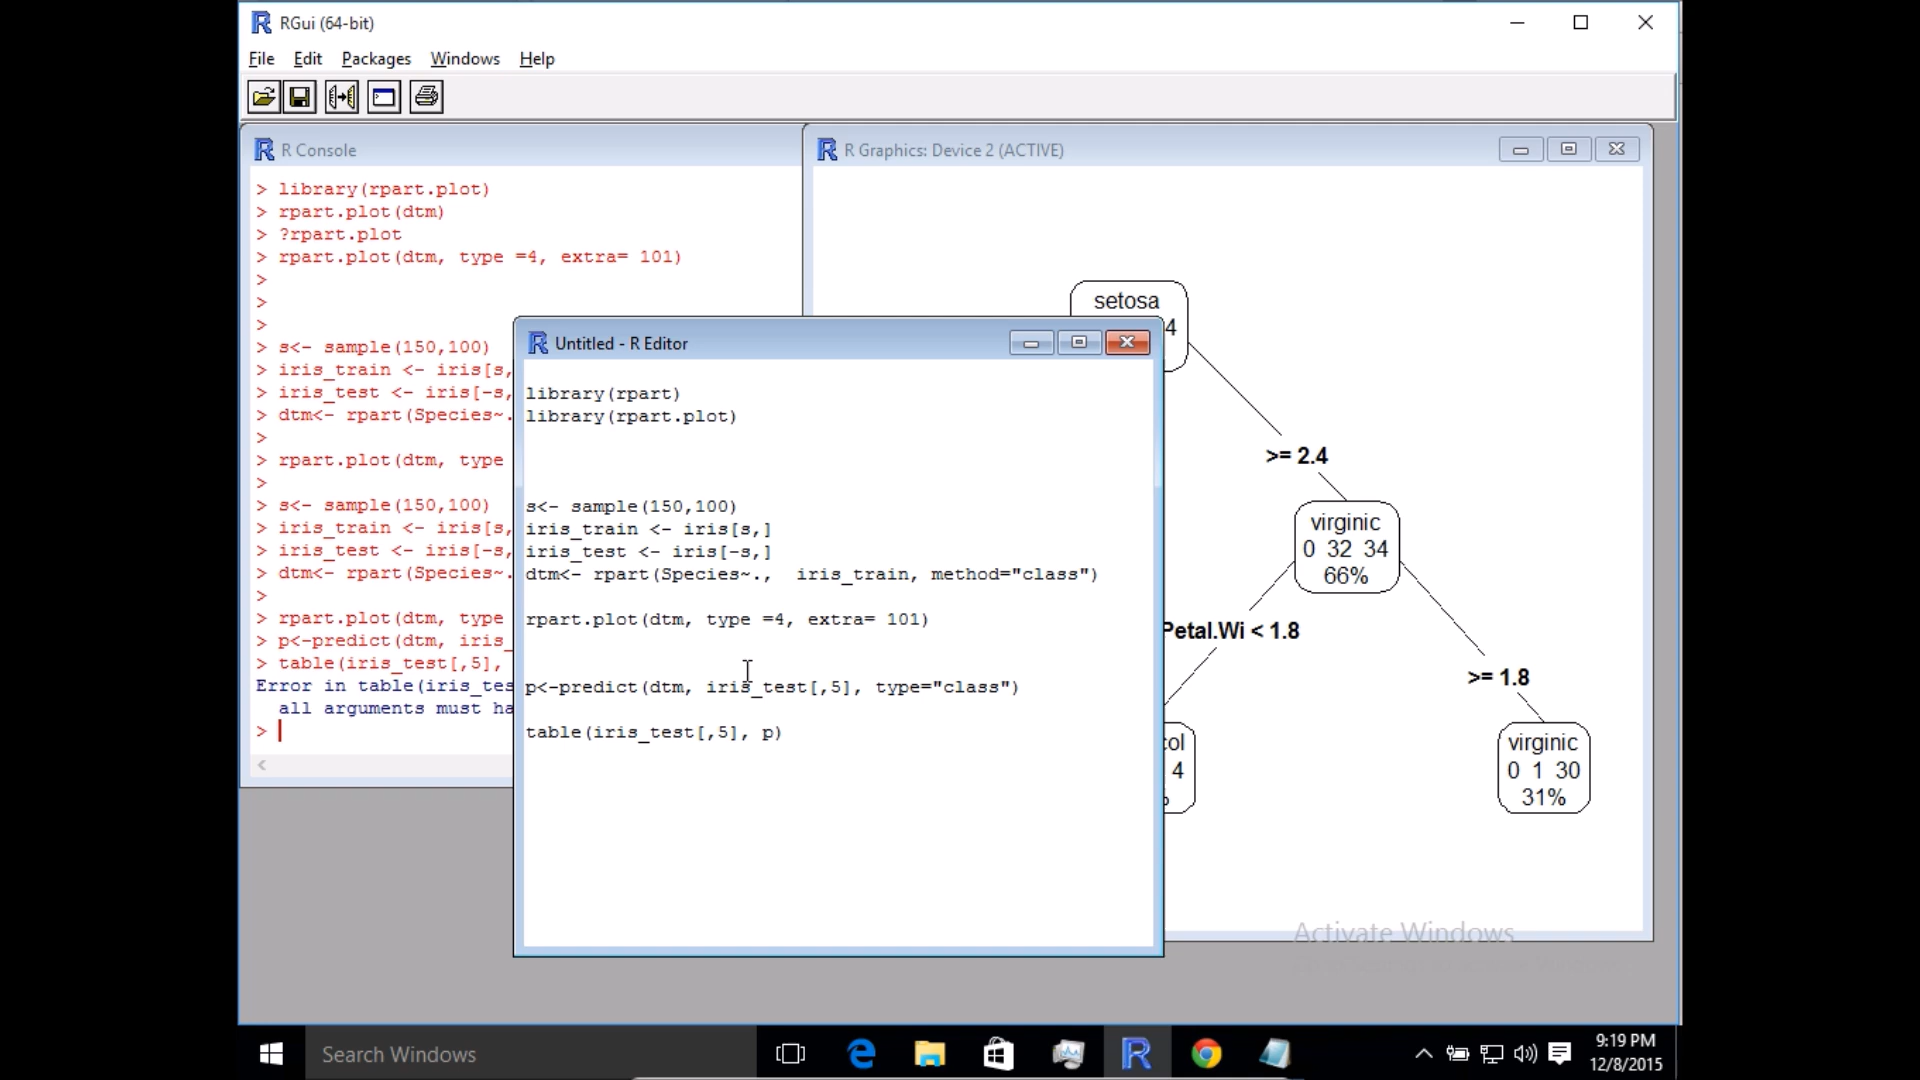 RGui (64-bit)
File Edit Packages Windows Help
R Console
> library(rpart.plot)
> rpart.plot(dtm)
> ?rpart.plot
> rpart.plot(dtm, type =4, extra= 101)
>
>
>
> s<- sample(150,100)
> iris_train <- iris[s,
> iris_test <- iris[-s,
> dtm<- rpart(Species~.
>
> rpart.plot(dtm, type
>
> s<- sample(150,100)
> iris_train <- iris[s,
> iris_test <- iris[-s,
> dtm<- rpart(Species~.
>
> rpart.plot(dtm, type
> p<-predict(dtm, iris_
> table(iris_test[,5],
Error in table(iris_tes
all arguments must ha
>
Untitled - R Editor
library(rpart)
library(rpart.plot)
s<- sample(150,100)
iris_train <- iris[s,]
iris_test <- iris[-s,]
dtm<- rpart(Species~.,  iris_train, method="class")
rpart.plot(dtm, type =4, extra= 101)
p<-predict(dtm, iris_test[,5], type="class")
table(iris_test[,5], p)
R Graphics: Device 2 (ACTIVE)
setosa
4
>= 2.4
virginic
0 32 34
66%
Petal.Wi < 1.8
>= 1.8
col
4
%
virginic
0 1 30
31%
Activate Windows
Search Windows
9:19 PM
12/8/2015